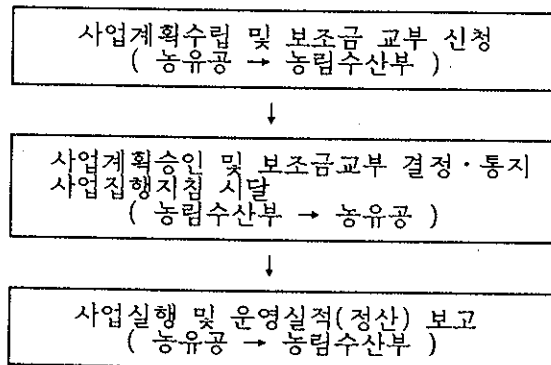 사업계획수립 및 보조금 교부 신청
( 농유공 → 농림수산부 )
↓
사업계획승인 및 보조금교부 결정·통지
사업집행지침 시달
( 농림수산부 → 농유공 )
↓
사업실행 및 운영실적(정산) 보고
( 농유공 → 농림수산부 )